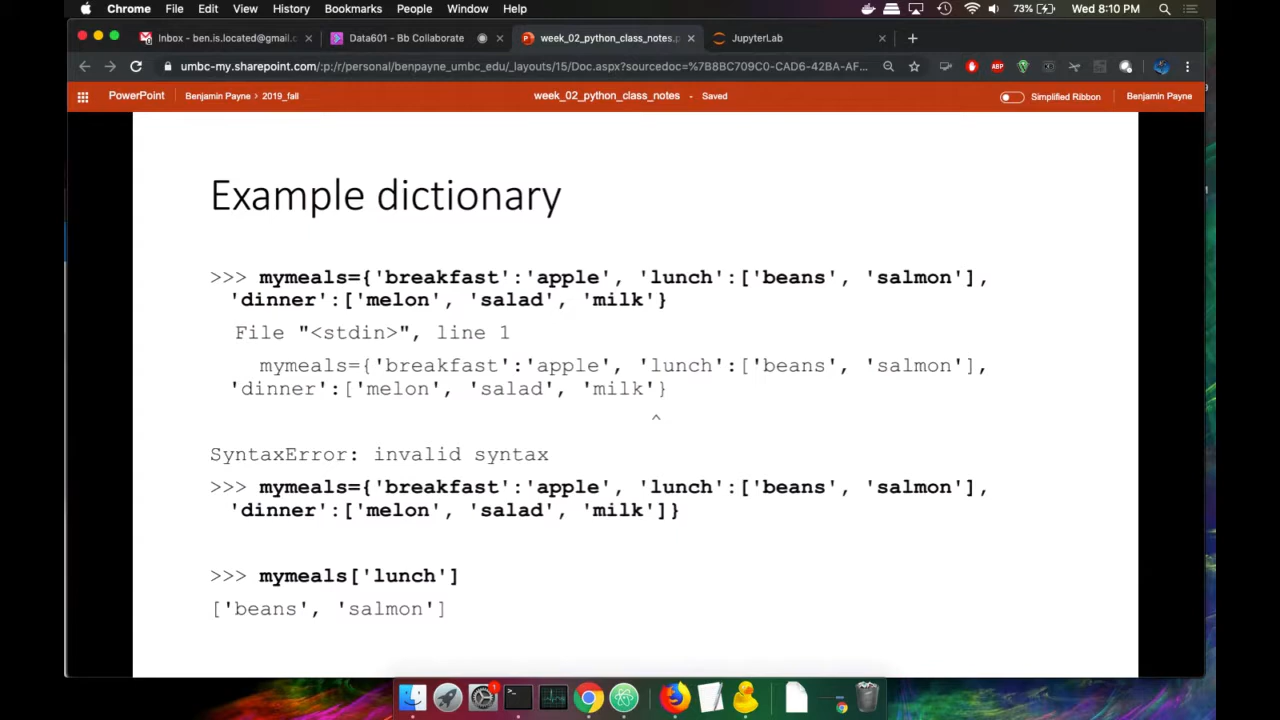 Chrome File Edit View History Bookmarks People Window Help 73% Wed 8:10 PM
Inbox - ben.is.located@gmail.c Data601 - Bb Collaborate week_02_python_class_notes.p JupyterLab
umbc-my.sharepoint.com/:p:/r/personal/benpayne_umbc_edu/_layouts/15/Doc.aspx?sourcedoc=%7B8BC709C0-CAD6-42BA-AF... ABP
PowerPoint Benjamin Payne > 2019_fall week_02_python_class_notes - Saved Simplified Ribbon Benjamin Payne
Example dictionary
>>> mymeals={'breakfast':'apple', 'lunch':['beans', 'salmon'],
'dinner':['melon', 'salad', 'milk'}
File "<stdin>", line 1
mymeals={'breakfast':'apple', 'lunch':['beans', 'salmon'],
'dinner':['melon', 'salad', 'milk'}
^
SyntaxError: invalid syntax
>>> mymeals={'breakfast':'apple', 'lunch':['beans', 'salmon'],
'dinner':['melon', 'salad', 'milk']}
>>> mymeals['lunch']
['beans', 'salmon']
1